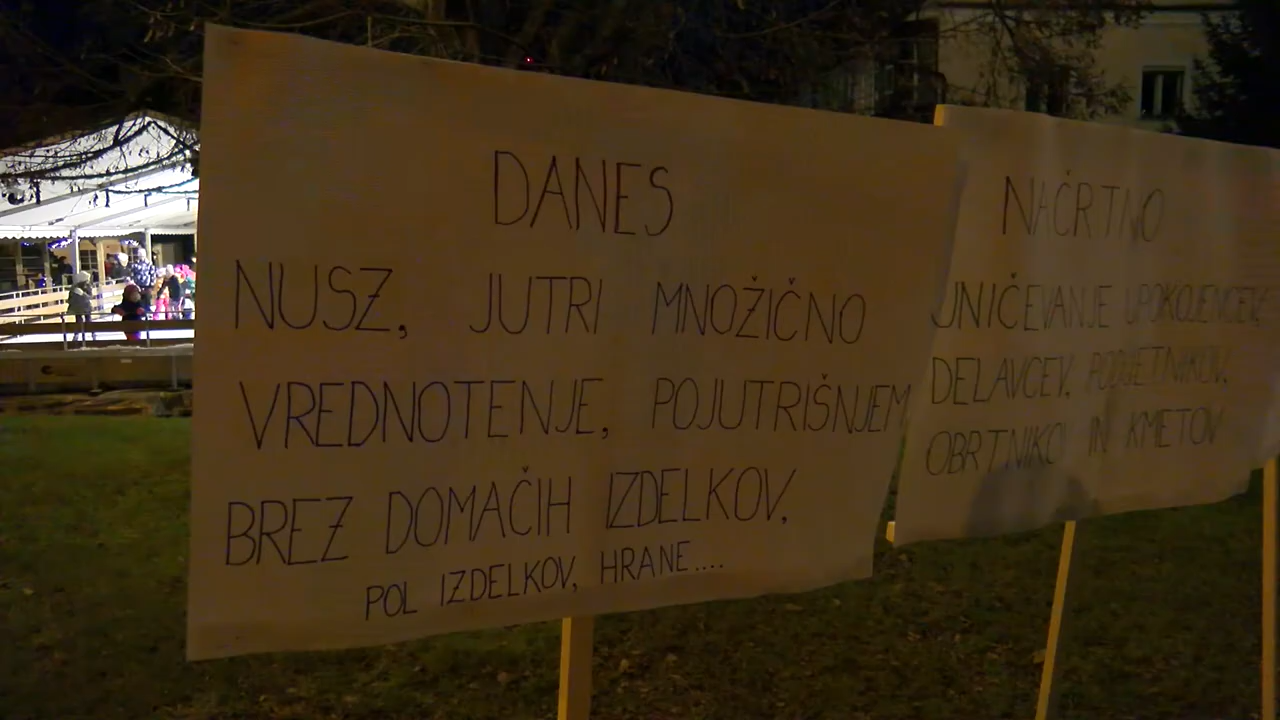 DANES
NUSZ, JUTRI MNOŽIČNO
VREDNOTENJE, POJUTRIŠNJEM
BREZ DOMAČIH IZDELKOV,
POL IZDELKOV, HRANE....
NAČRTNO
UNIČEVANJE UPOKOJENCEV,
DELAVCEV, PODJETNIKOV,
OBRTNIKOV IN KMETOV